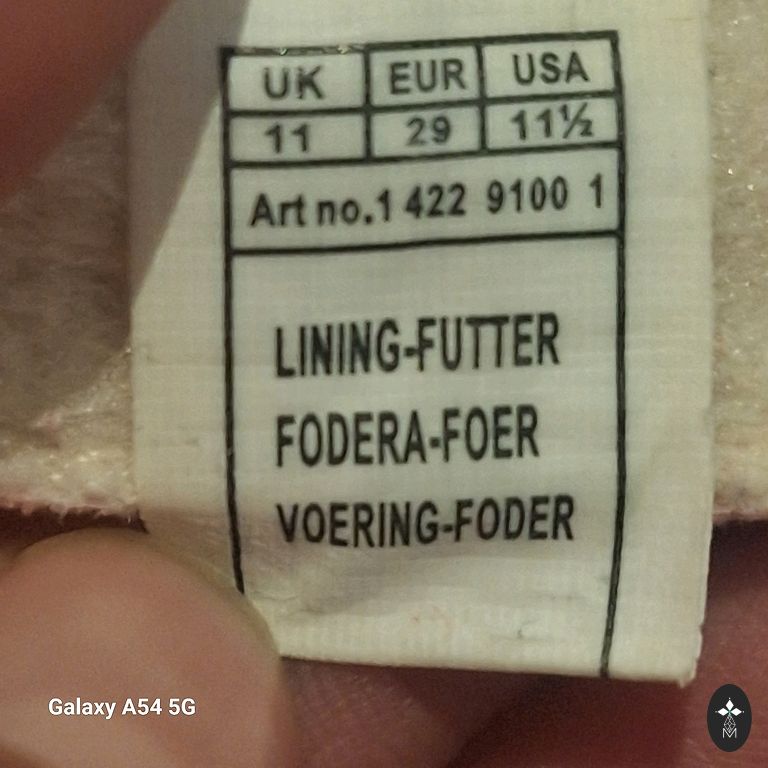 UK EUR USA
11 29 11½
Art no.1 422 9100 1
LINING-FUTTER
FODERA-FOER
VOERING-FODER
Galaxy A54 5G
M